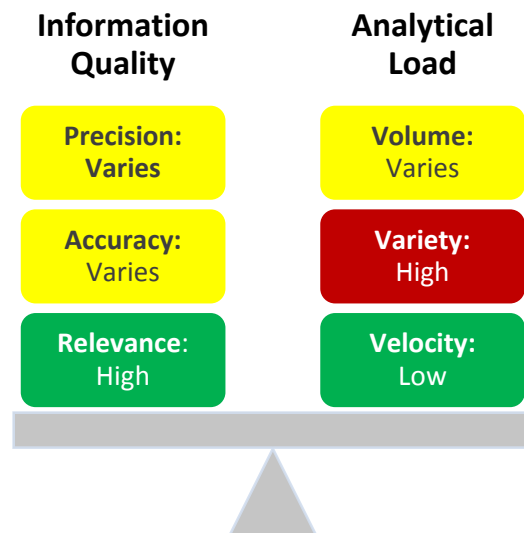 Information
Quality
Precision:
Varies
Accuracy:
Varies
Relevance:
High
Analytical
Load
Volume:
Varies
Variety:
High
Velocity:
Low